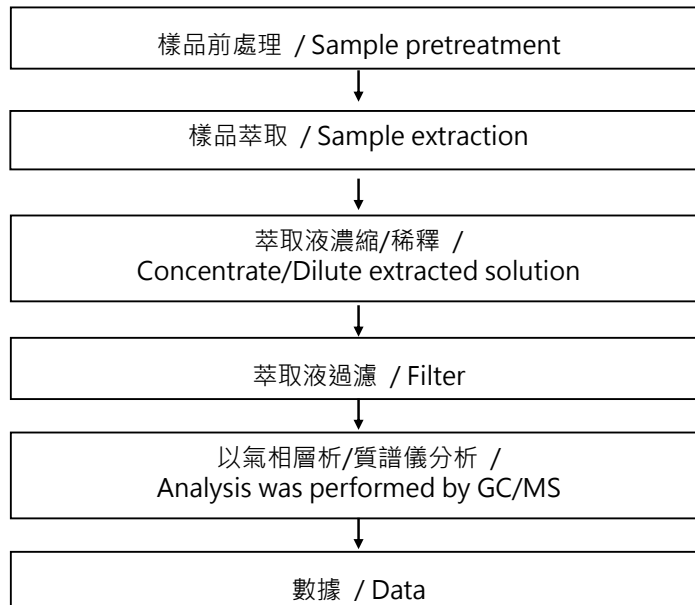 樣品前處理 / Sample pretreatment
樣品萃取 / Sample extraction
萃取液濃縮/稀釋 /
Concentrate/Dilute extracted solution
萃取液過濾 / Filter
以氣相層析/質譜儀分析 /
Analysis was performed by GC/MS
數據 / Data